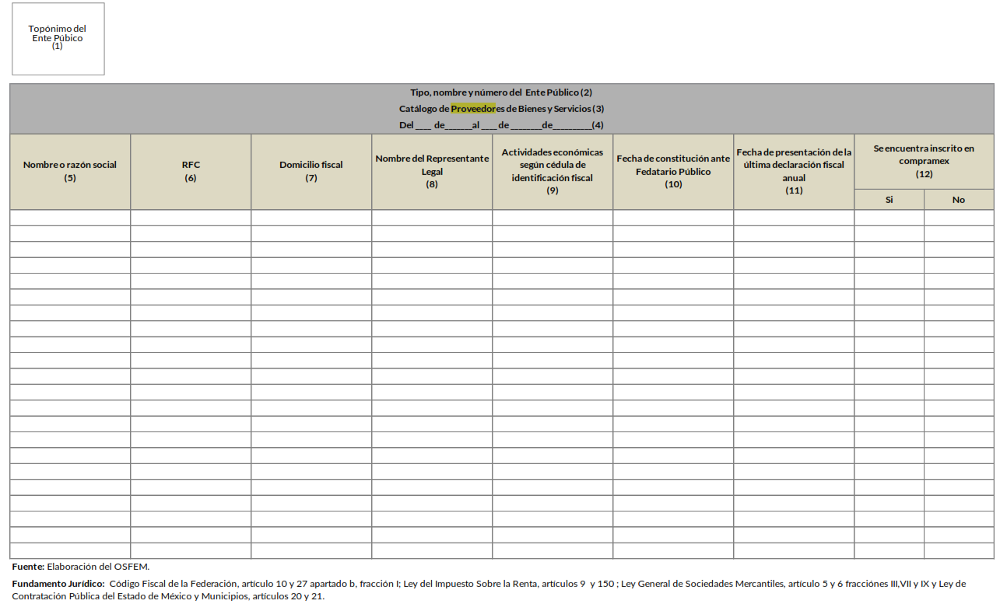 Topónimo del
Ente Púbico
(1)
Tipo, nombre y número del Ente Público (2)
Catálogo de Proveedores de Bienes y Servicios (3)
Del ____ de_______al ____ de ________de__________(4)
Nombre o razón social
(5)
RFC
(6)
Domicilio fiscal
(7)
Nombre del Representante
Legal
(8)
Actividades económicas
según cédula de
identificación fiscal
(9)
Fecha de constitución ante
Fedatario Público
(10)
Fecha de presentación de la
última declaración fiscal
anual
(11)
Se encuentra inscrito en
compramex
(12)
Si
No
Fuente: Elaboración del OSFEM.
Fundamento Jurídico: Código Fiscal de la Federación, artículo 10 y 27 apartado b, fracción I; Ley del Impuesto Sobre la Renta, artículos 9 y 150 ; Ley General de Sociedades Mercantiles, artículo 5 y 6 fracciónes III,VII y IX y Ley de
Contratación Pública del Estado de México y Municipios, artículos 20 y 21.